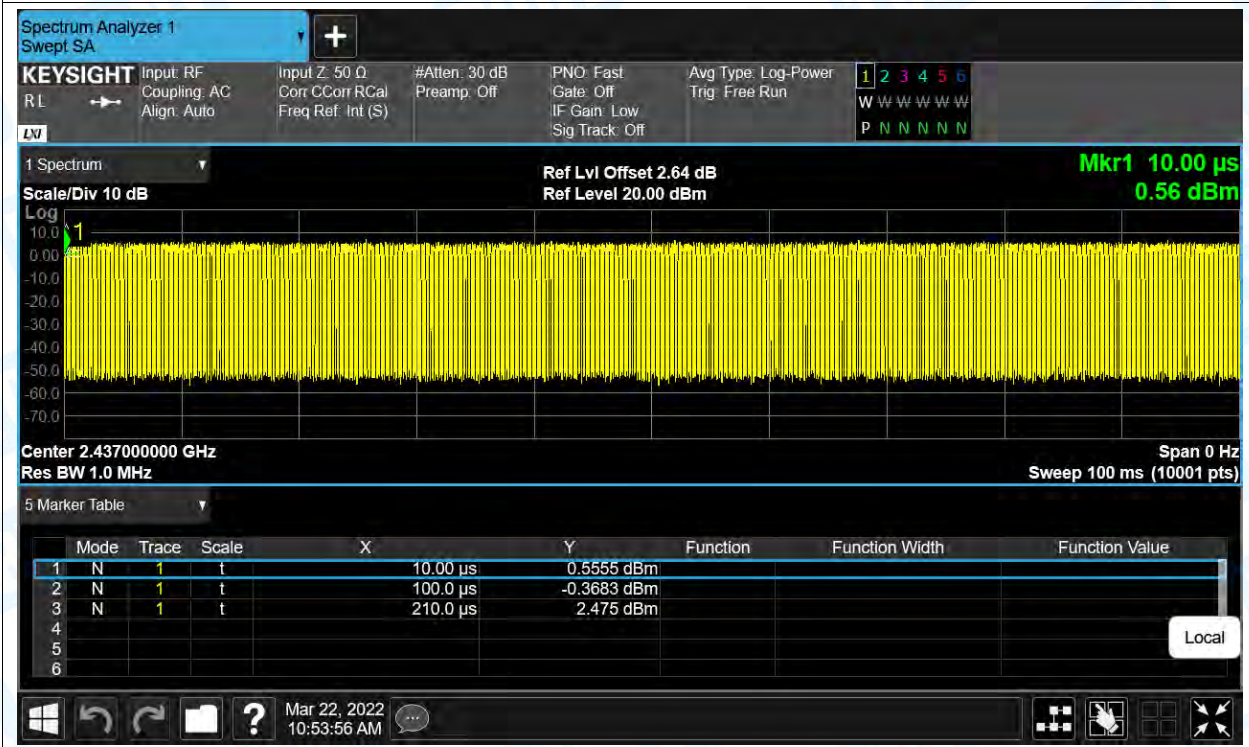 Spectrum Analyzer 1
Swept SA
KEYSIGHT
R L
LXI
Input: RF
Coupling: AC
Align: Auto
Input Z: 50 Ω
Corr CCorr RCal
Freq Ref: Int (S)
#Atten: 30 dB
Preamp: Off
PNO: Fast
Gate: Off
IF Gain: Low
Sig Track: Off
Avg Type: Log-Power
Trig: Free Run
1 2 3 4 5 6
W W W W W W
P N N N N N
1 Spectrum
Scale/Div 10 dB
Ref Lvl Offset 2.64 dB
Ref Level 20.00 dBm
Mkr1 10.00 µs
0.56 dBm
Log
1
10.0
0.00
-10.0
-20.0
-30.0
-40.0
-50.0
-60.0
-70.0
Center 2.437000000 GHz
Res BW 1.0 MHz
Span 0 Hz
Sweep 100 ms (10001 pts)
5 Marker Table
Mode Trace Scale X Y Function Function Width Function Value
1 N 1 t 10.00 µs 0.5555 dBm
2 N 1 t 100.0 µs -0.3683 dBm
3 N 1 t 210.0 µs 2.475 dBm
4
5
6
Local
?
Mar 22, 2022
10:53:56 AM